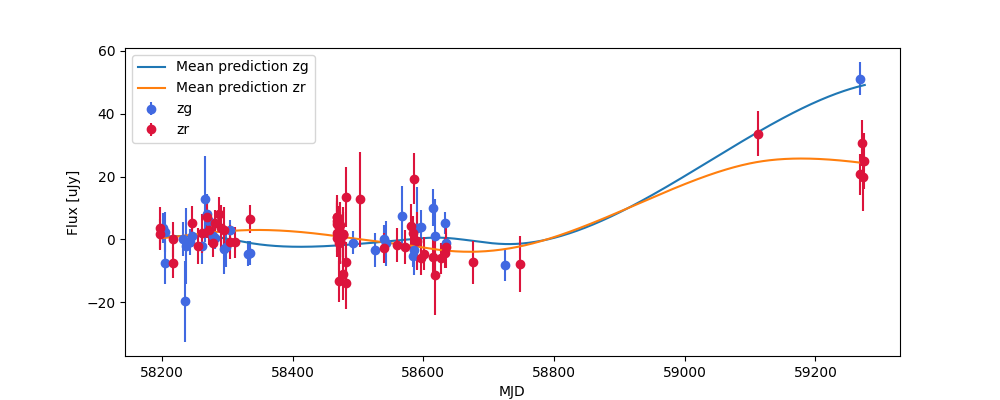 60
40
20
0
−20
Flux [uJy]
Mean prediction zg
Mean prediction zr
zg
zr
58200 58400 58600 58800 59000 59200
MJD